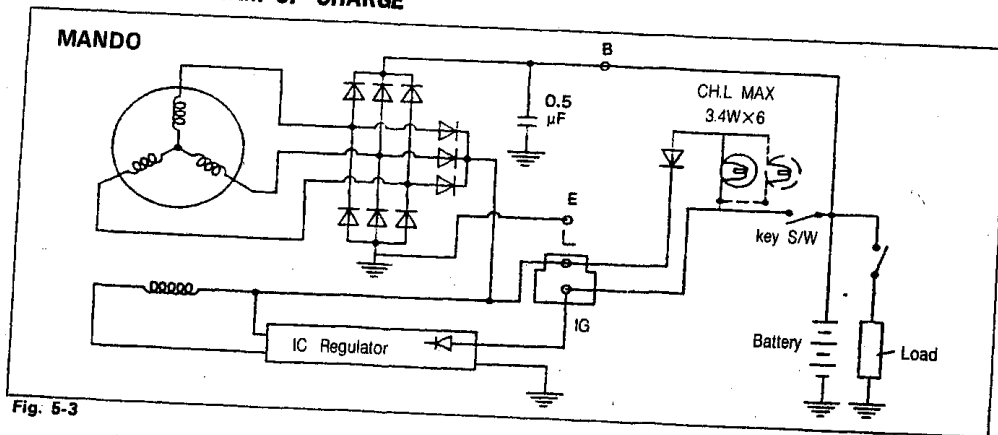 CHARGE
MANDO
B
0.5
μF
CH.L MAX
3.4W×6
E
L
key S/W
IG
IC Regulator
Battery
Load
Fig. 5-3